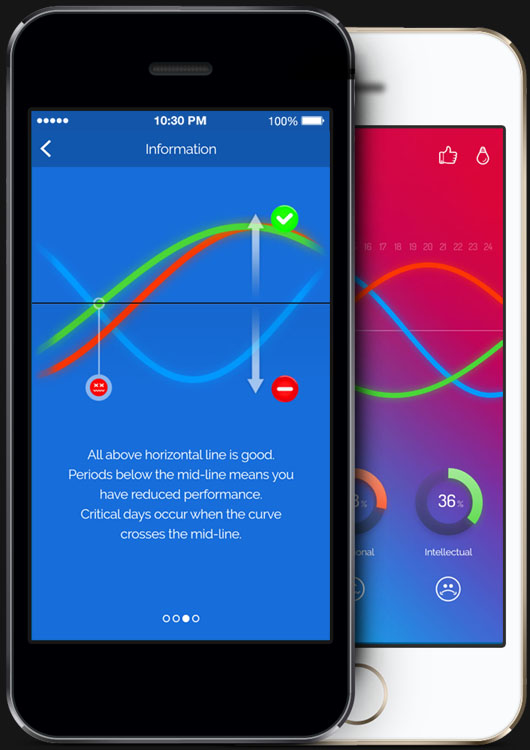 10:30 PM
100%
Information
All above horizontal line is good.
Periods below the mid-line means you
have reduced performance.
Critical days occur when the curve
crosses the mid-line.
16 17 18 19 20 21 22 23 24
36%
Intellectual